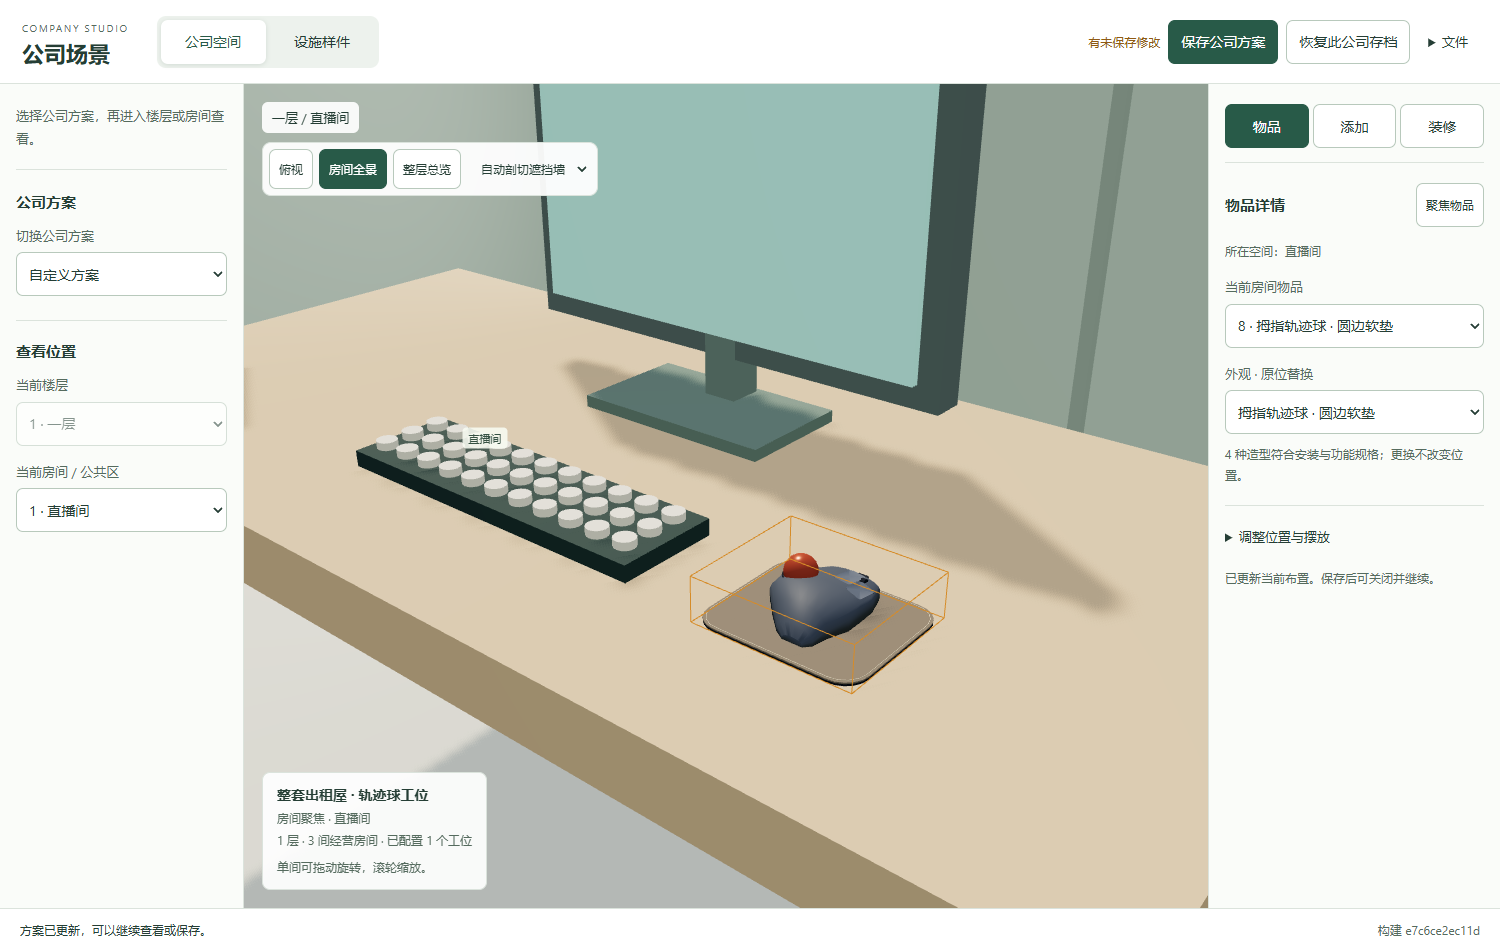 COMPANY STUDIO
公司场景
公司空间
设施样件
有未保存修改
保存公司方案
恢复此公司存档
▶ 文件
选择公司方案，再进入楼层或房间查
看。
公司方案
切换公司方案
自定义方案
查看位置
当前楼层
1 · 一层
当前房间 / 公共区
1 · 直播间
一层 / 直播间
俯视
房间全景
整层总览
自动剖切遮挡墙
直播间
整套出租屋 · 轨迹球工位
房间聚焦 · 直播间
1 层 · 3 间经营房间 · 已配置 1 个工位
单间可拖动旋转，滚轮缩放。
物品
添加
装修
物品详情
聚焦物品
所在空间：直播间
当前房间物品
8 · 拇指轨迹球 · 圆边软垫
外观 · 原位替换
拇指轨迹球 · 圆边软垫
4 种造型符合安装与功能规格；更换不改变位
置。
▶ 调整位置与摆放
已更新当前布置。保存后可关闭并继续。
方案已更新，可以继续查看或保存。
构建 e7c6ce2ec11d